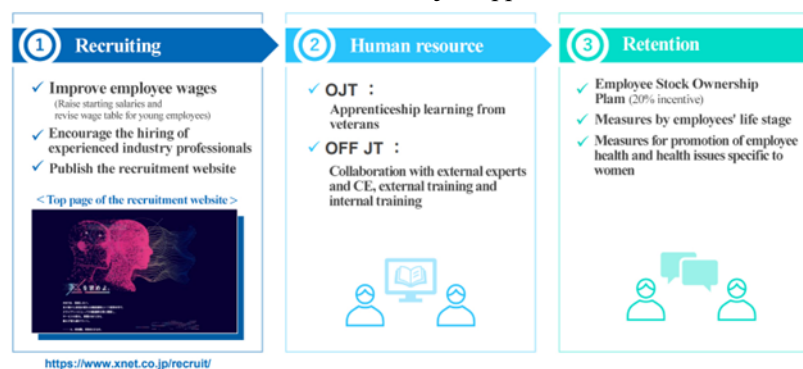 1 Recruiting
✓ Improve employee wages
(Raise starting salaries and
revise wage table for young employees)
✓ Encourage the hiring of
experienced industry professionals
✓ Publish the recruitment website
< Top page of the recruitment website >
を
https://www.xnet.co.jp/recruit/
2 Human resource
✓ OJT ：
Apprenticeship learning from
veterans
✓ OFF JT ：
Collaboration with external experts
and CE, external training and
internal training
3 Retention
✓ Employee Stock Ownership
Plam (20% incentive)
✓ Measures by employees' life stage
✓ Measures for promotion of employee
health and health issues specific to
women